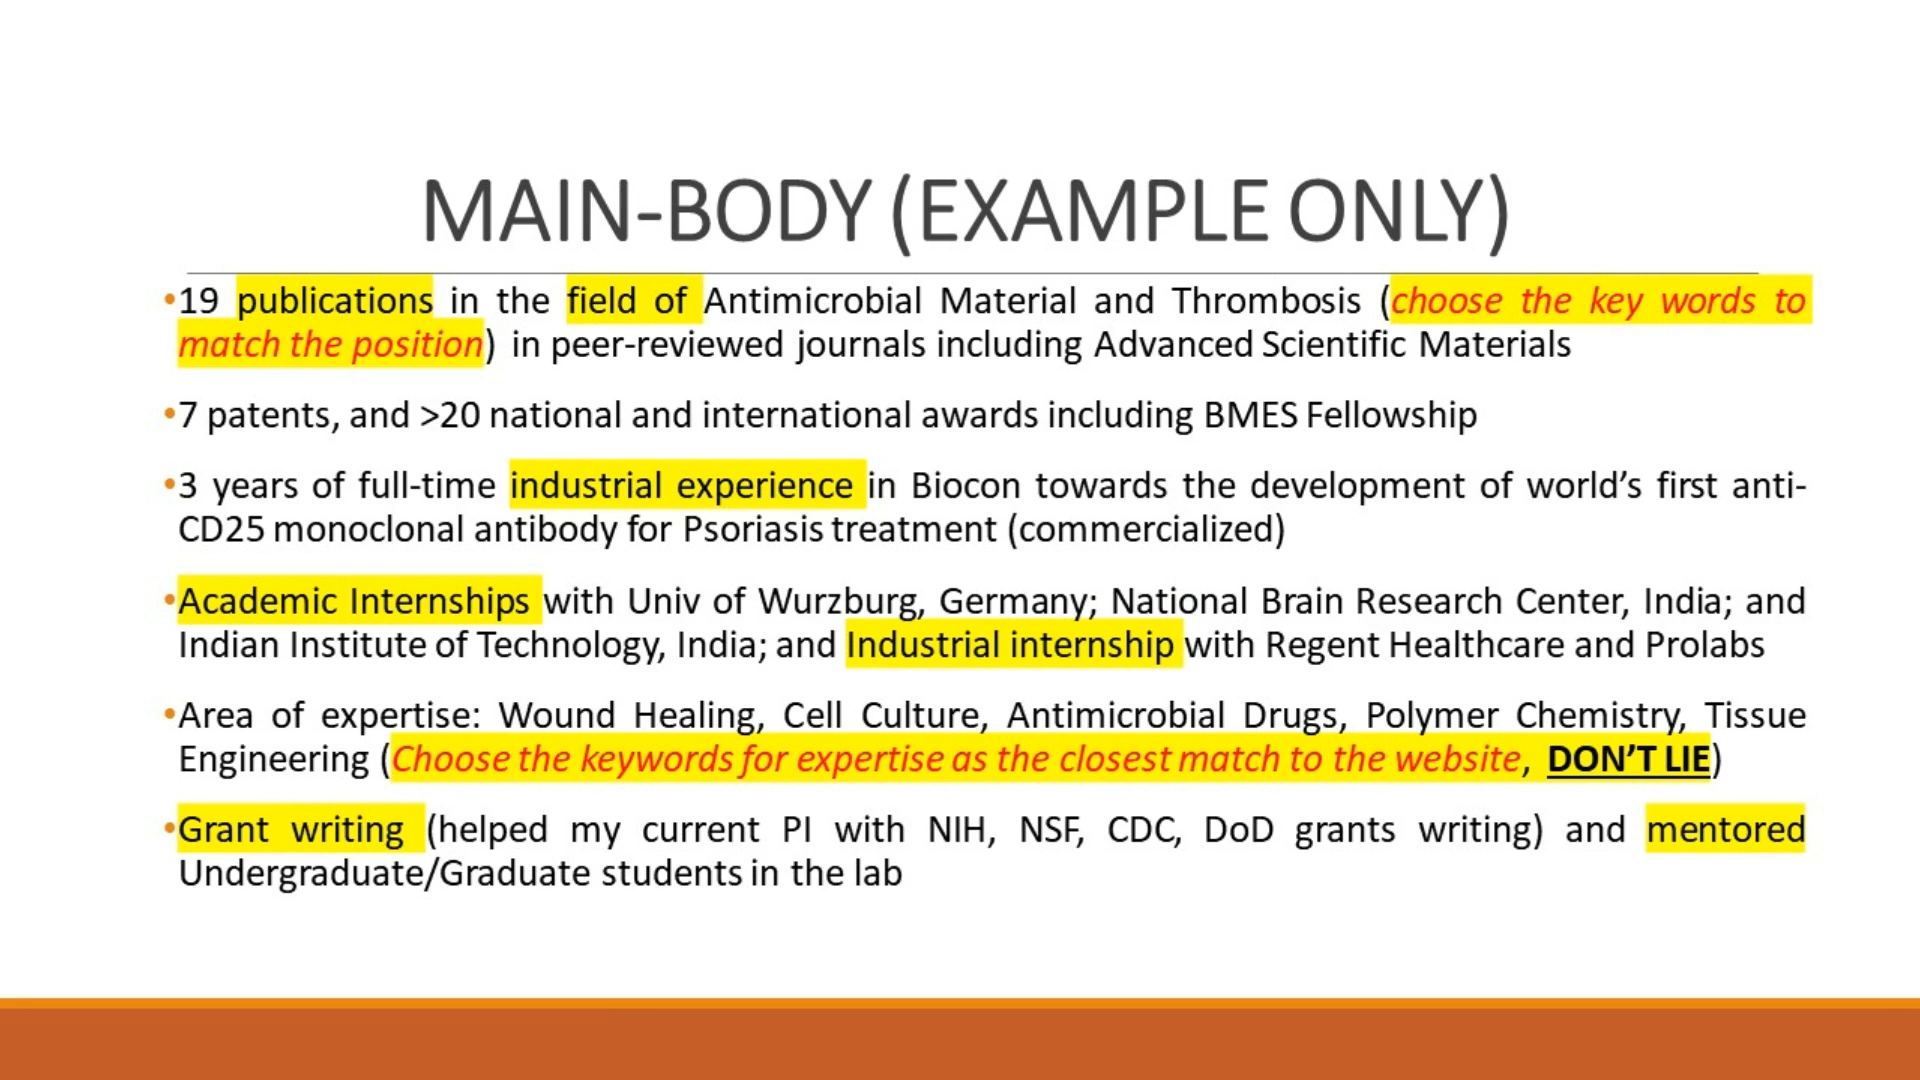 MAIN-BODY (EXAMPLE ONLY)
•19 publications in the field of Antimicrobial Material and Thrombosis (choose the key words to
match the position) in peer-reviewed journals including Advanced Scientific Materials
•7 patents, and >20 national and international awards including BMES Fellowship
•3 years of full-time industrial experience in Biocon towards the development of world’s first anti-
CD25 monoclonal antibody for Psoriasis treatment (commercialized)
•Academic Internships with Univ of Wurzburg, Germany; National Brain Research Center, India; and
Indian Institute of Technology, India; and Industrial internship with Regent Healthcare and Prolabs
•Area of expertise: Wound Healing, Cell Culture, Antimicrobial Drugs, Polymer Chemistry, Tissue
Engineering (Choose the keywords for expertise as the closest match to the website, DON’T LIE)
•Grant writing (helped my current PI with NIH, NSF, CDC, DoD grants writing) and mentored
Undergraduate/Graduate students in the lab